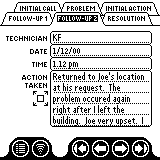 INITIAL CALL PROBLEM INITIAL ACTION
FOLLOW-UP 1 FOLLOW-UP 2 RESOLUTION
TECHNICIAN KF
DATE 1/12/00
TIME 1.12 pm
ACTION TAKEN Returned to Joe's location
at his request. The
problem occured again
right after I left the
building. Joe very upset. I